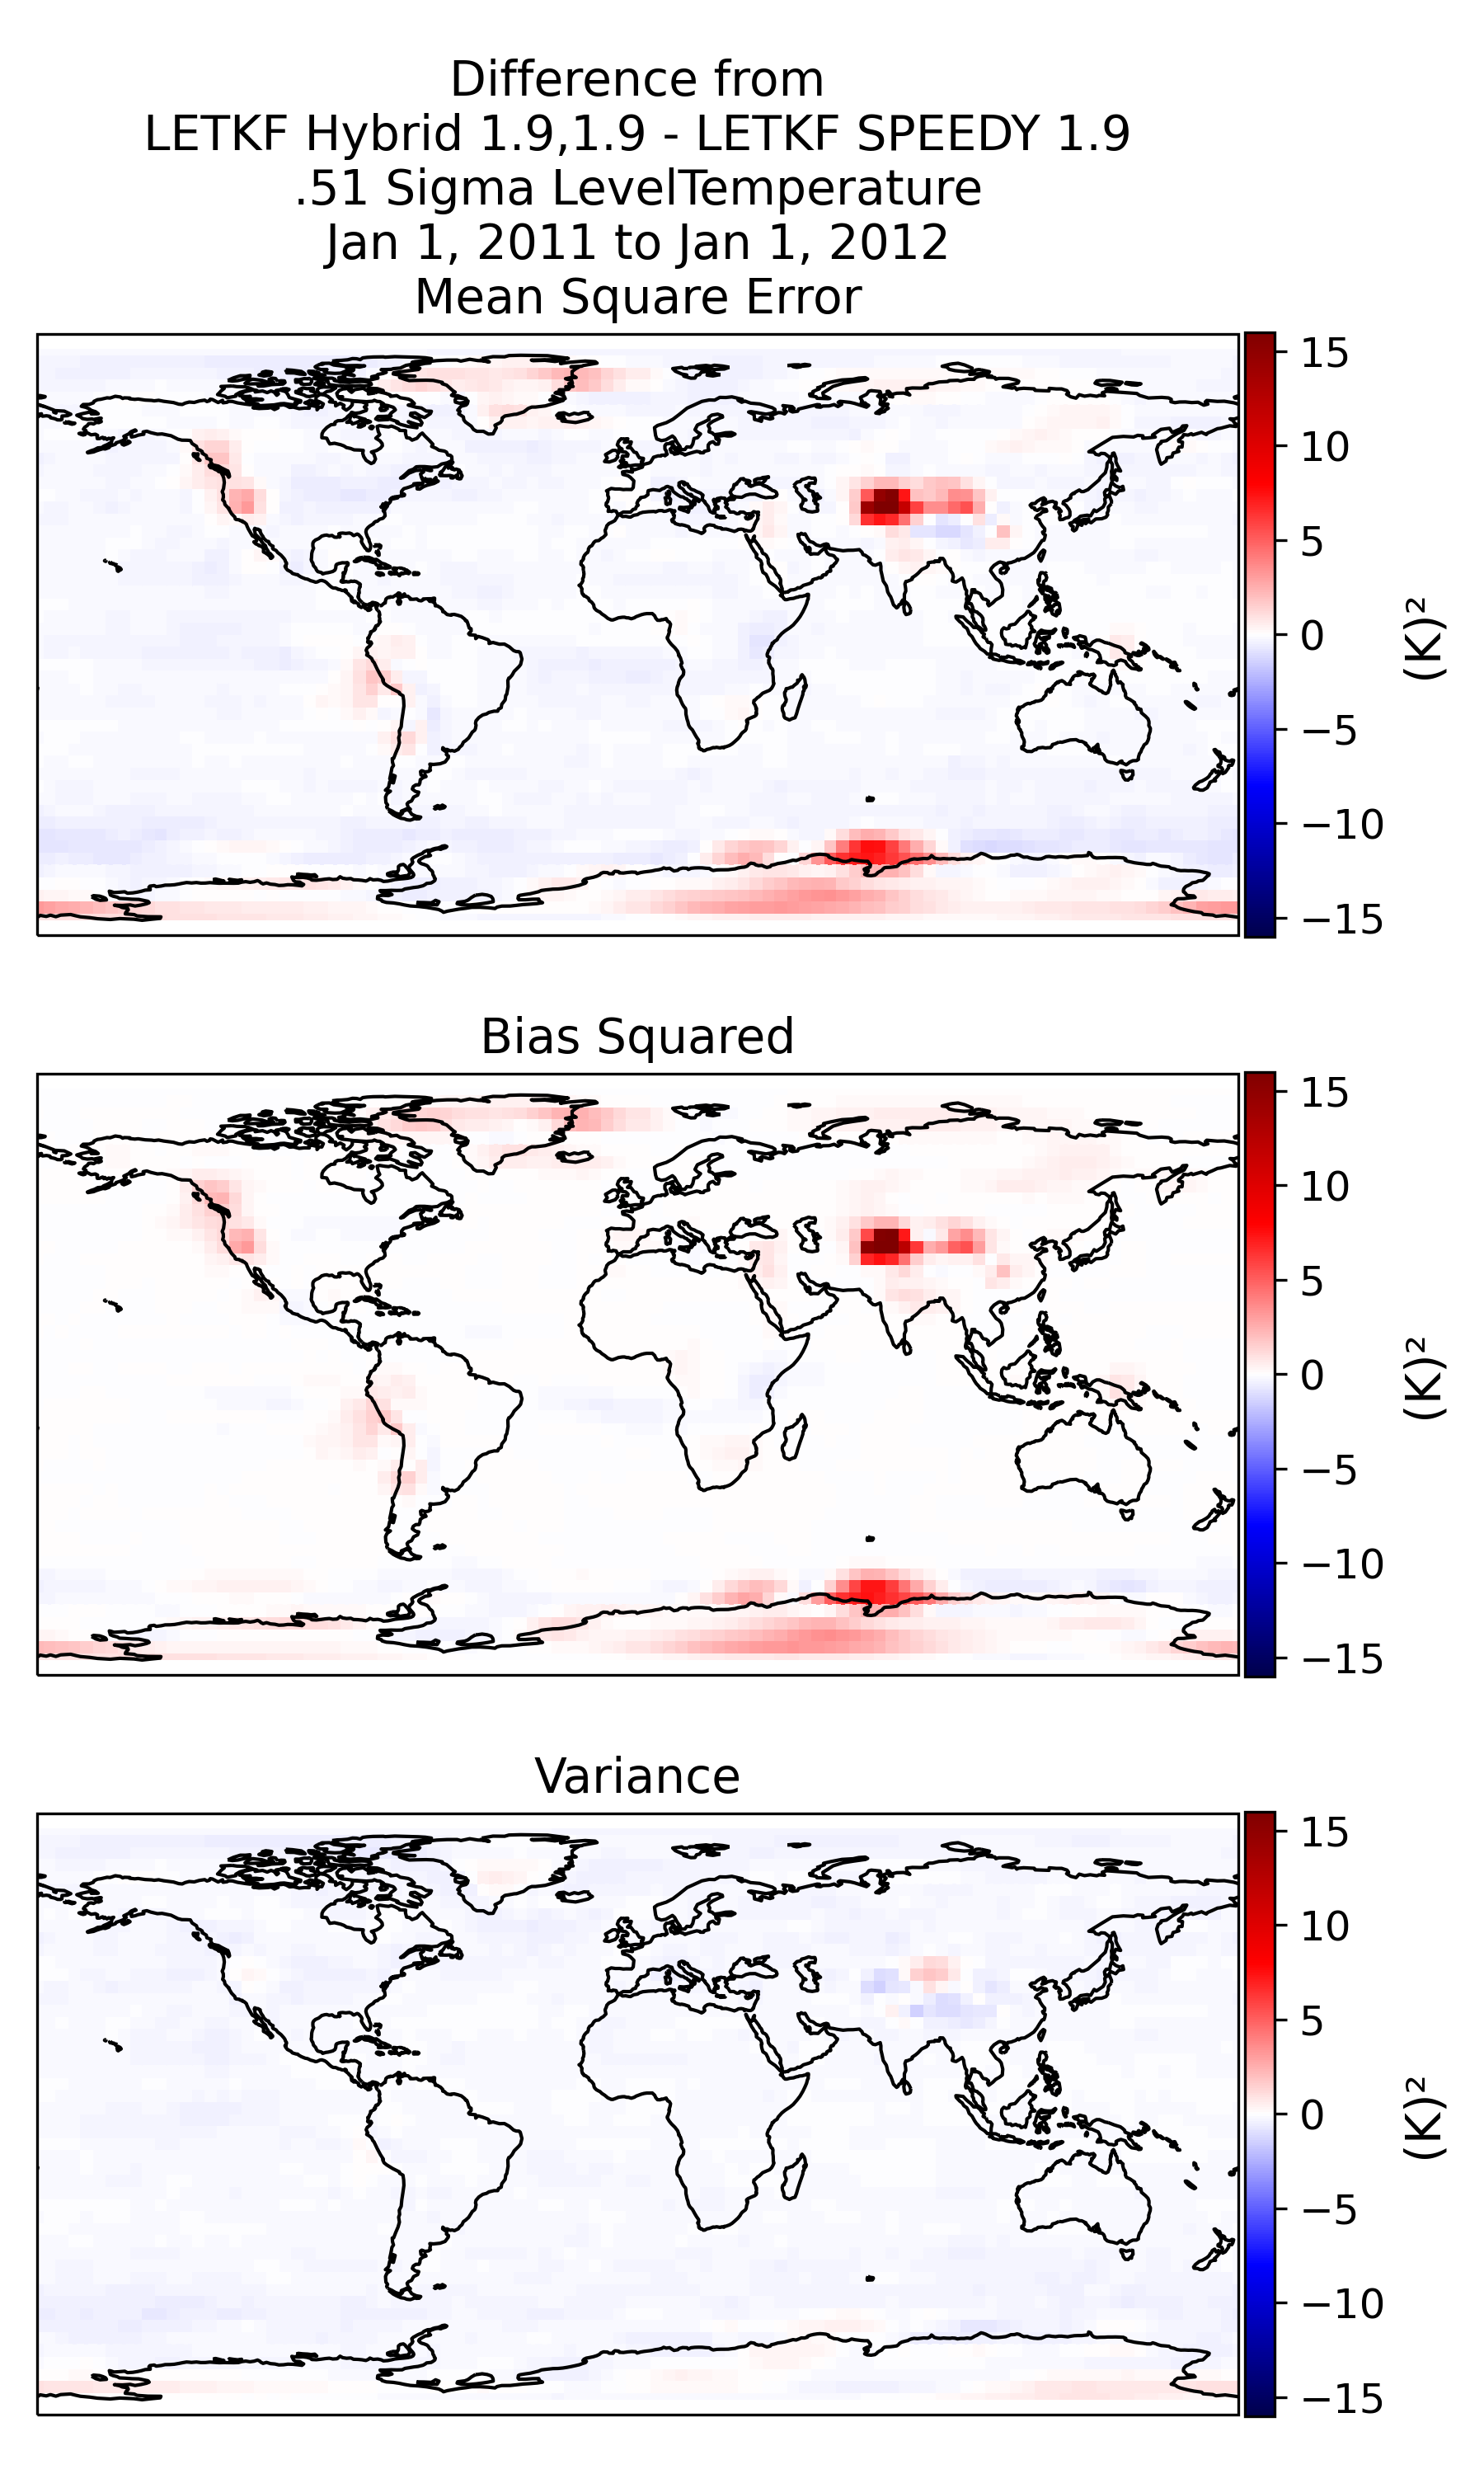 Difference from
LETKF Hybrid 1.9,1.9 - LETKF SPEEDY 1.9
.51 Sigma LevelTemperature
Jan 1, 2011 to Jan 1, 2012
Mean Square Error
15
10
5
0
−5
−10
−15
(K)²
Bias Squared
15
10
5
0
−5
−10
−15
(K)²
Variance
15
10
5
0
−5
−10
−15
(K)²